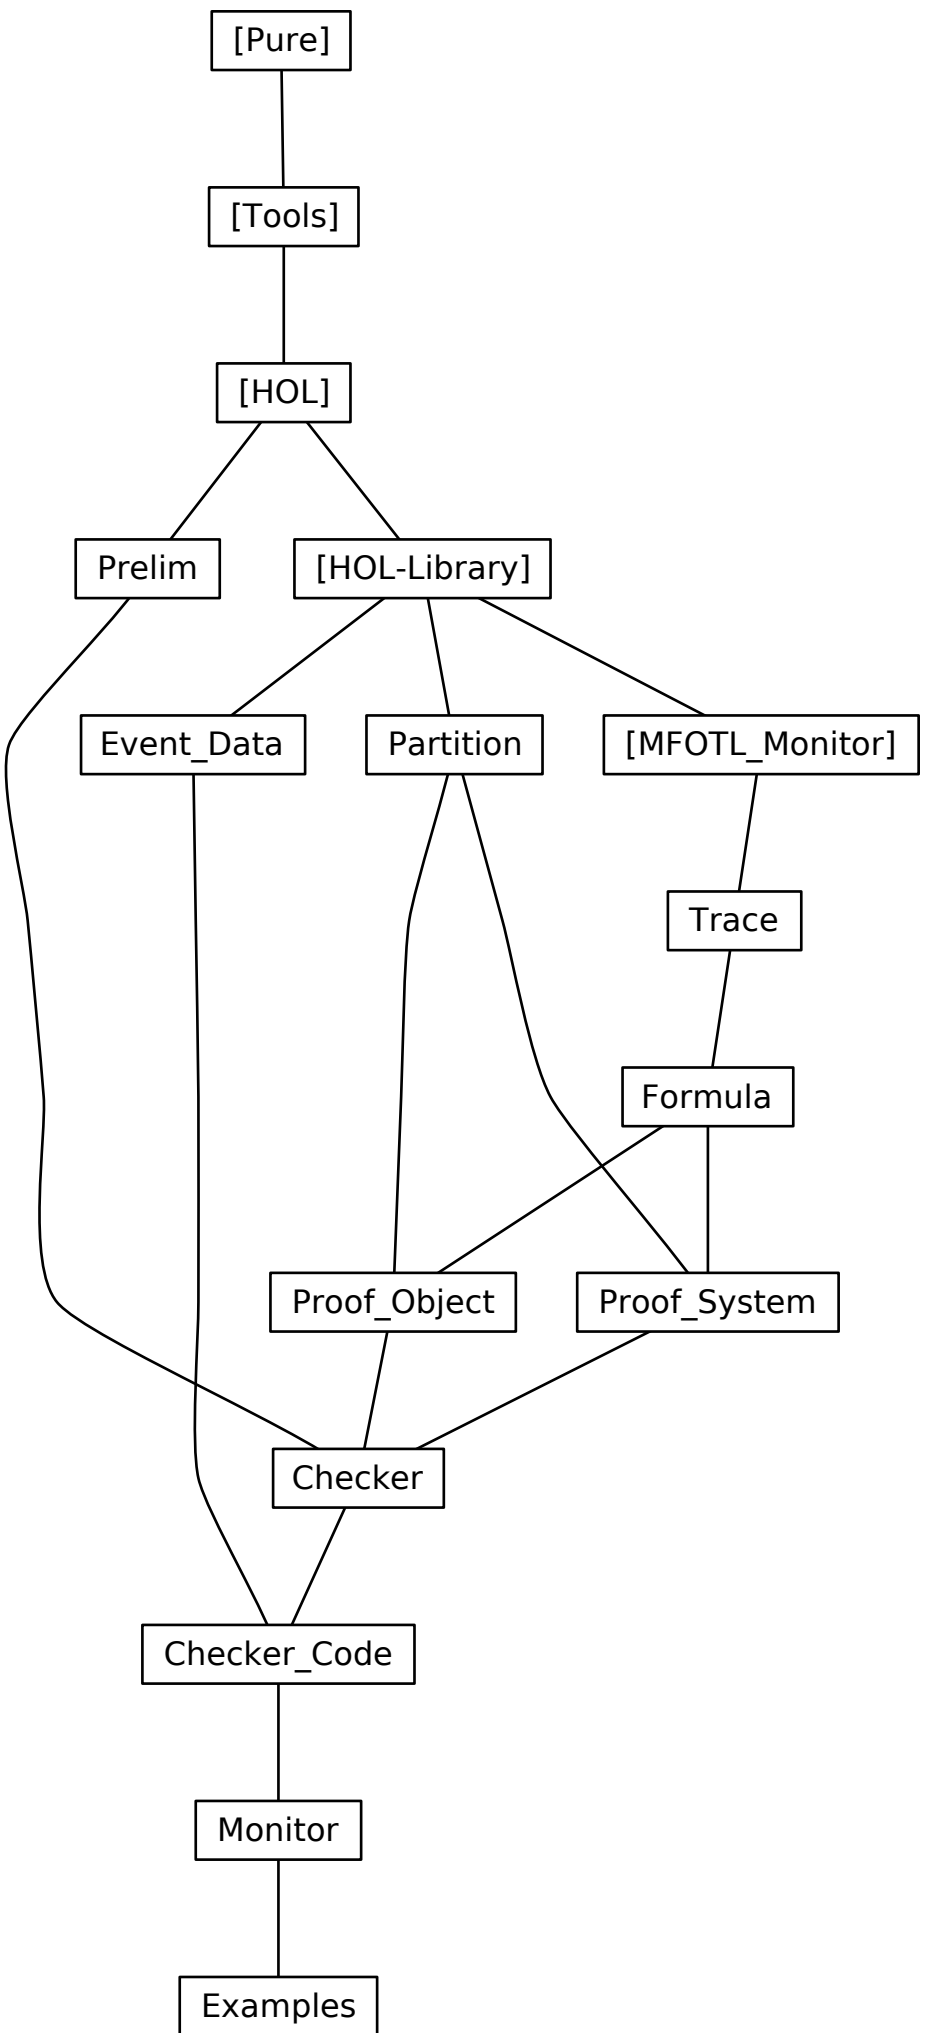 [Pure]
[Tools]
[HOL]
Prelim
[HOL-Library]
Event_Data
Partition
[MFOTL_Monitor]
Trace
Formula
Proof_Object
Proof_System
Checker
Checker_Code
Monitor
Examples